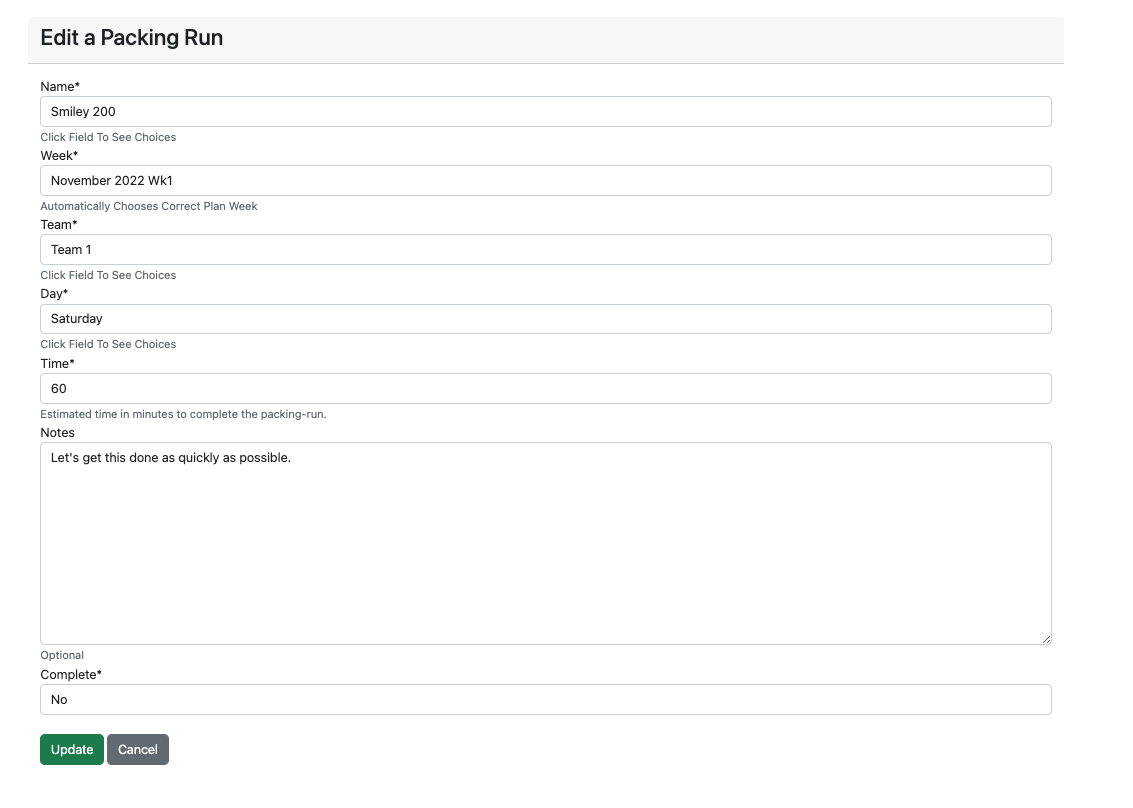 Edit a Packing Run
Name*
Smiley 200
Click Field To See Choices
Week*
November 2022 Wk1
Automatically Chooses Correct Plan Week
Team*
Team 1
Click Field To See Choices
Day*
Saturday
Click Field To See Choices
Time*
60
Estimated time in minutes to complete the packing-run.
Notes
Let's get this done as quickly as possible.
Optional
Complete*
No
Update Cancel